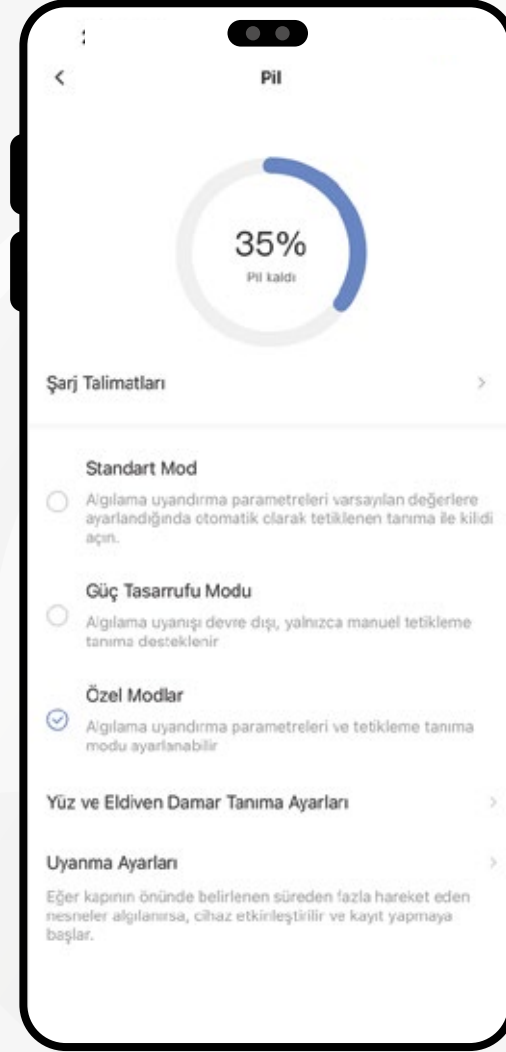 Pil
35%
Pil kaldı
Şarj Talimatları
Standart Mod
Algılama uyandırma parametreleri varsayılan değerlere
ayarlandığında otomatik olarak tetiklenen tanıma ile kilidi
açın.
Güç Tasarrufu Modu
Algılama uyanışı devre dışı, yalnızca manuel tetikleme
tanıma desteklenir
Özel Modlar
Algılama uyandırma parametreleri ve tetikleme tanıma
modu ayarlanabilir
Yüz ve Eldiven Damar Tanıma Ayarları
Uyanma Ayarları
Eğer kapının önünde belirlenen süreden fazla hareket eden
nesneler algılanırsa, cihaz etkinleştirilir ve kayıt yapmaya
başlar.